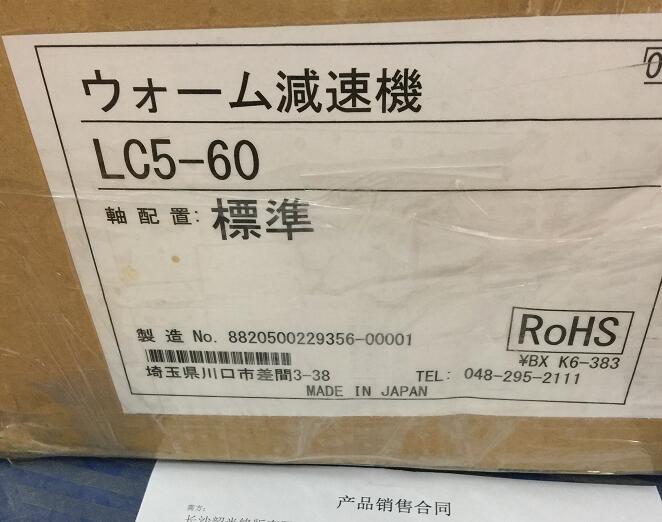 ウォーム減速機
LC5-60
軸配置: 標準
製造 No. 8820500229356-00001
RoHS
¥BX K6-383
埼玉県川口市差間3-38
TEL: 048-295-2111
MADE IN JAPAN
产品销售合同